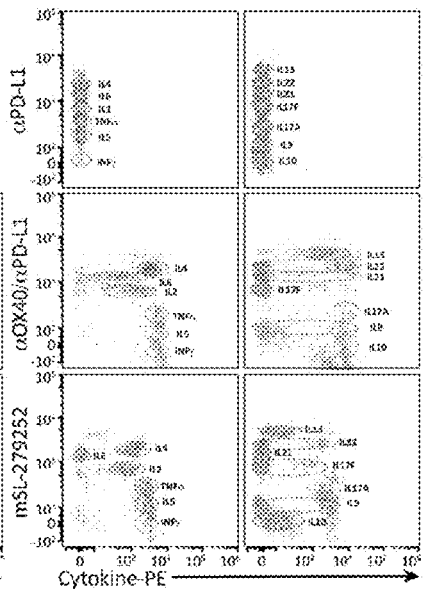 αPD-L1
IL4
IL6
IL2
TNFα
IL5
INFγ
IL13
IL22
IL21
IL17F
IL17A
IL9
IL10
αOX40/αPD-L1
IL4
IL6
IL2
TNFα
IL5
INFγ
IL13
IL22
IL21
IL17F
IL17A
IL9
IL10
mSL-279252
IL6
IL4
IL2
TNFα
IL5
INFγ
IL13
IL22
IL21
IL17F
IL17A
IL9
IL10
Cytokine-PE